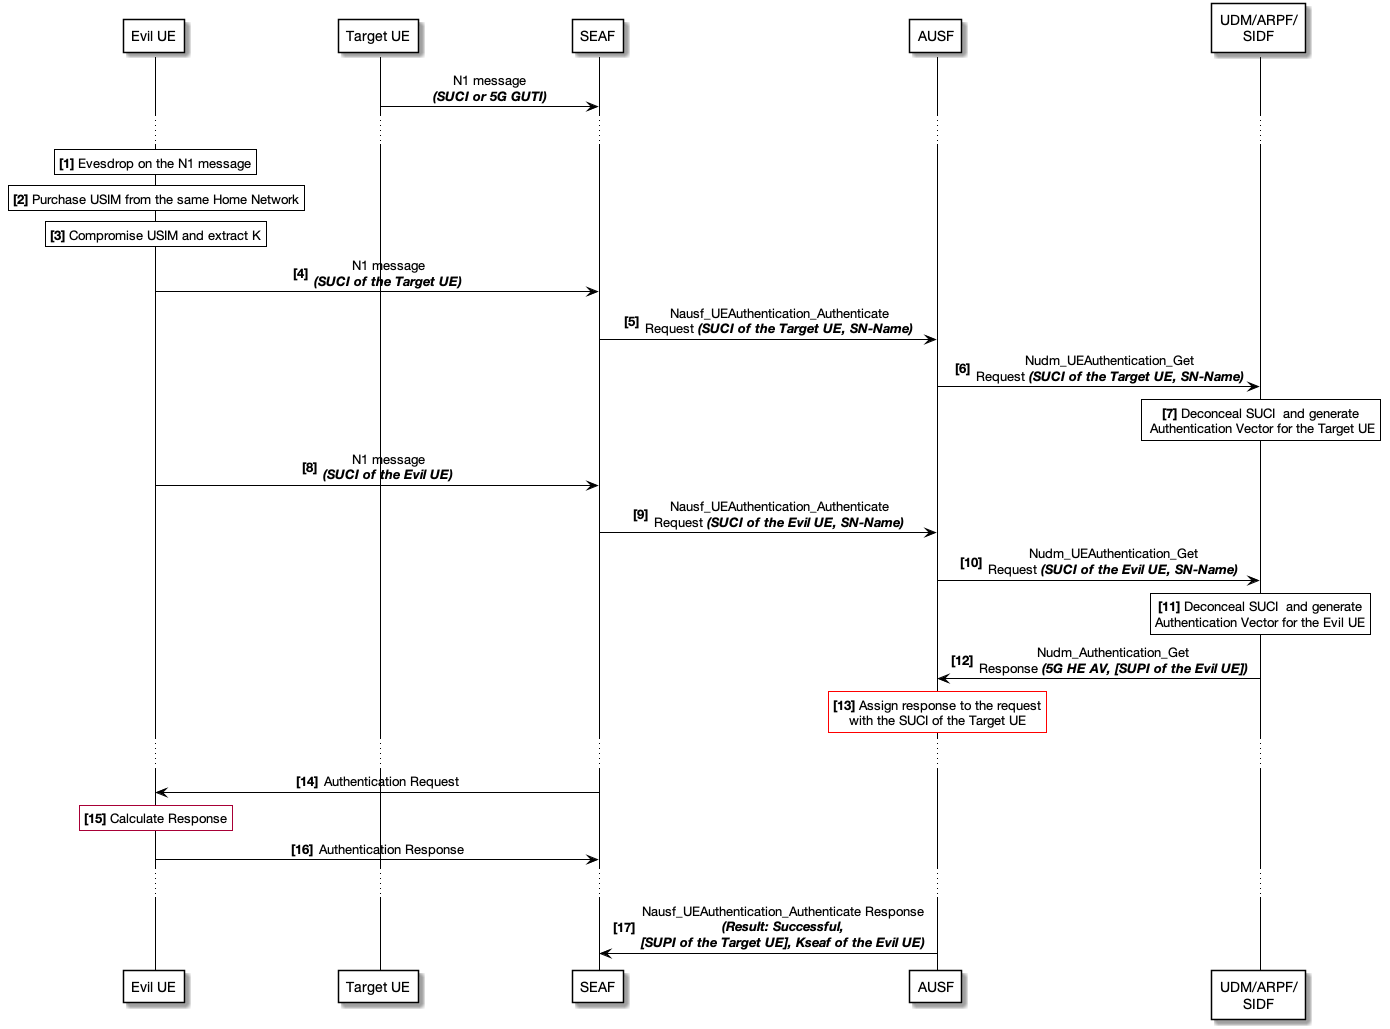 Evil UE
Target UE
SEAF
AUSF
UDM/ARPF/
SIDF
N1 message
(SUCI or 5G GUTI)
[1] Evesdrop on the N1 message
[2] Purchase USIM from the same Home Network
[3] Compromise USIM and extract K
[4] N1 message
(SUCI of the Target UE)
[5] Nausf_UEAuthentication_Authenticate
Request (SUCI of the Target UE, SN-Name)
[6] Nudm_UEAuthentication_Get
Request (SUCI of the Target UE, SN-Name)
[7] Deconceal SUCI and generate
Authentication Vector for the Target UE
[8] N1 message
(SUCI of the Evil UE)
[9] Nausf_UEAuthentication_Authenticate
Request (SUCI of the Evil UE, SN-Name)
[10] Nudm_UEAuthentication_Get
Request (SUCI of the Evil UE, SN-Name)
[11] Deconceal SUCI and generate
Authentication Vector for the Evil UE
[12] Nudm_Authentication_Get
Response (5G HE AV, [SUPI of the Evil UE])
[13] Assign response to the request
with the SUCI of the Target UE
[14] Authentication Request
[15] Calculate Response
[16] Authentication Response
[17] Nausf_UEAuthentication_Authenticate Response
(Result: Successful,
[SUPI of the Target UE], Kseaf of the Evil UE)
Evil UE
Target UE
SEAF
AUSF
UDM/ARPF/
SIDF